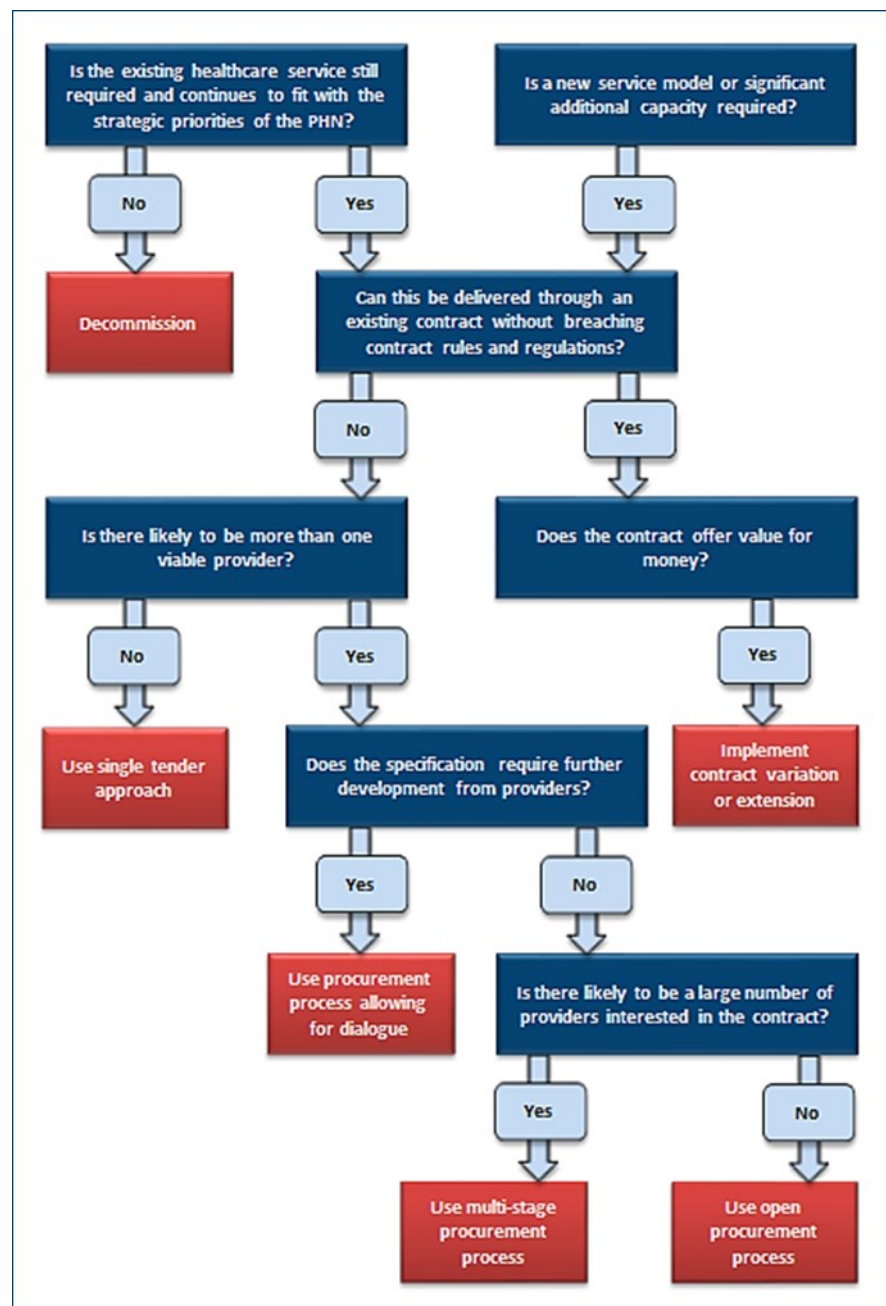 Is the existing healthcare service still
required and continues to fit with the
strategic priorities of the PHN?
Is a new service model or significant
additional capacity required?
No
Yes
Yes
Decommission
Can this be delivered through an
existing contract without breaching
contract rules and regulations?
No
Yes
Is there likely to be more than one
viable provider?
Does the contract offer value for
money?
No
Yes
Yes
Use single tender
approach
Does the specification require further
development from providers?
Implement
contract variation
or extension
Yes
No
Use procurement
process allowing
for dialogue
Is there likely to be a large number of
providers interested in the contract?
Yes
No
Use multi-stage
procurement
process
Use open
procurement
process